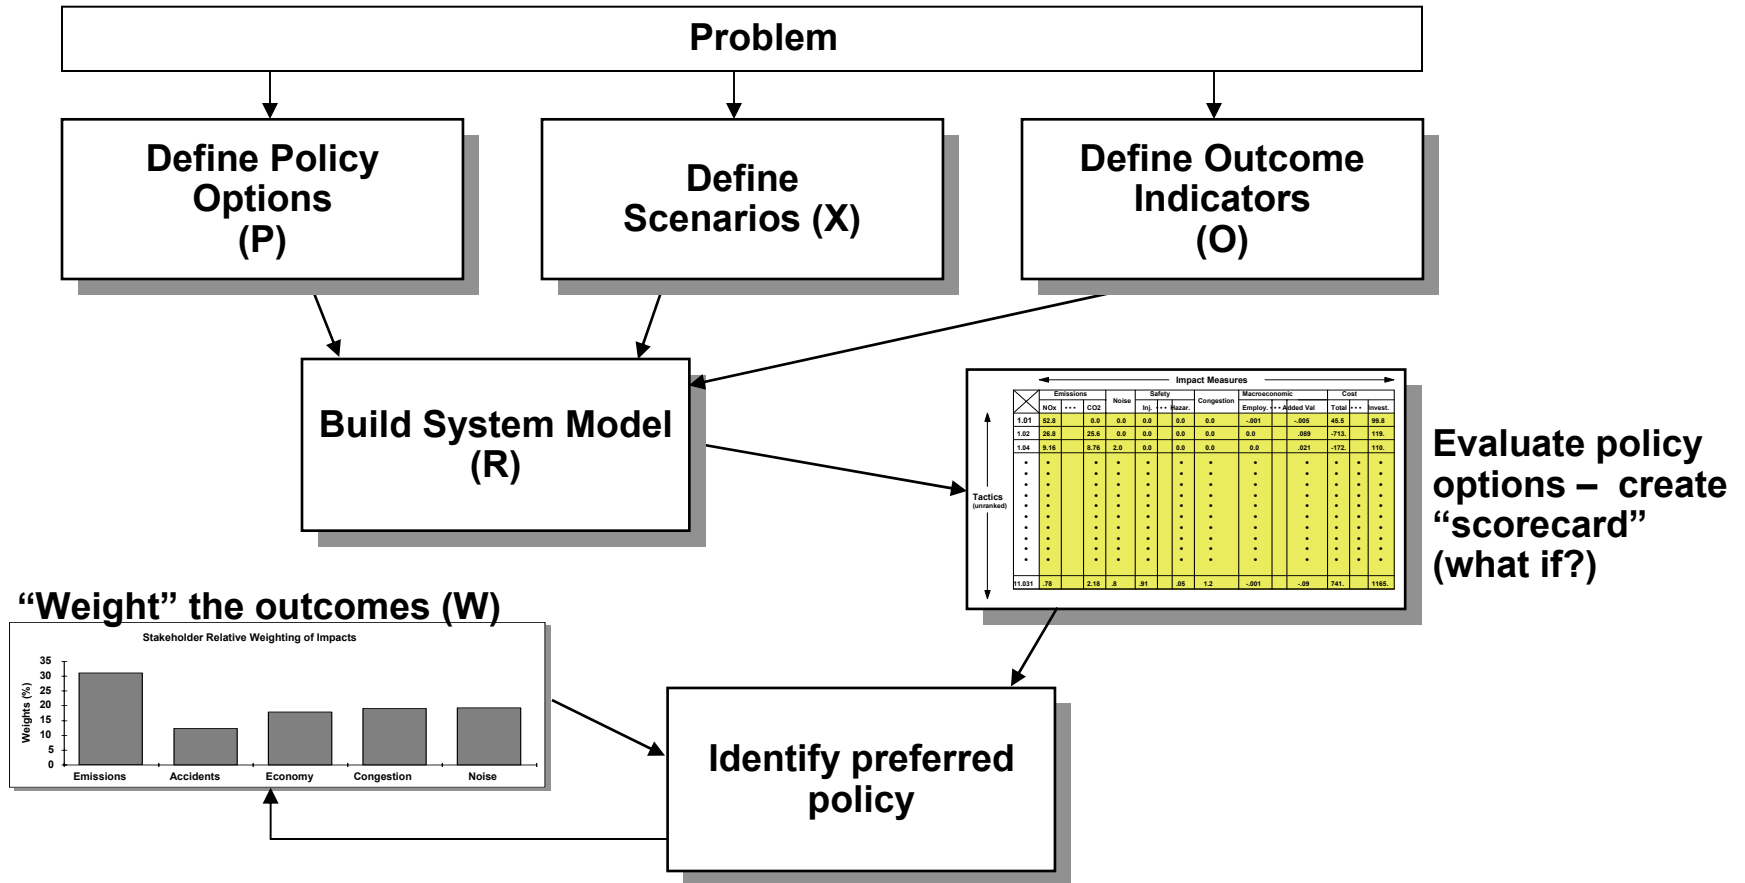 Problem
Define Policy
Options
(P)
Define
Scenarios (X)
Define Outcome
Indicators
(O)
Build System Model
(R)
Impact Measures
Emissions Noise Safety Congestion Macroeconomic Cost
NOx ••• CO2 Inj. ••• Hazar. Employ. ••• Added Val Total ••• Invest.
1.01 52.8 0.0 0.0 0.0 0.0 0.0 -.001 -.005 45.5 99.8
1.02 26.8 25.6 0.0 0.0 0.0 0.0 0.0 .089 -713. 119.
1.04 9.16 8.76 2.0 0.0 0.0 0.0 0.0 .021 -172. 110.
Tactics
(unranked)
11.031 .78 2.18 .8 .91 .05 1.2 -.001 -.09 741. 1165.
Evaluate policy
options – create
“scorecard”
(what if?)
“Weight” the outcomes (W)
Stakeholder Relative Weighting of Impacts
Weights (%)
35
30
25
20
15
10
5
0
Emissions Accidents Economy Congestion Noise
Identify preferred
policy